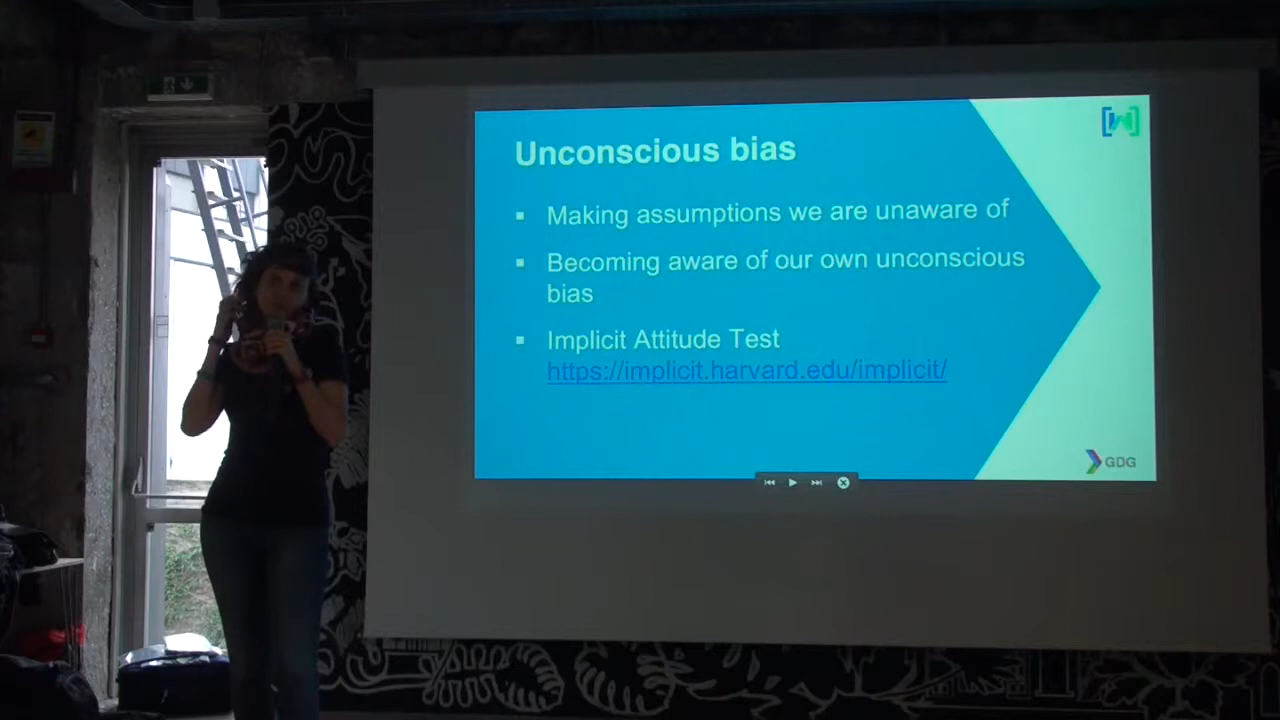 Unconscious bias
▪ Making assumptions we are unaware of
▪ Becoming aware of our own unconscious
bias
▪ Implicit Attitude Test
https://implicit.harvard.edu/implicit/
GDG